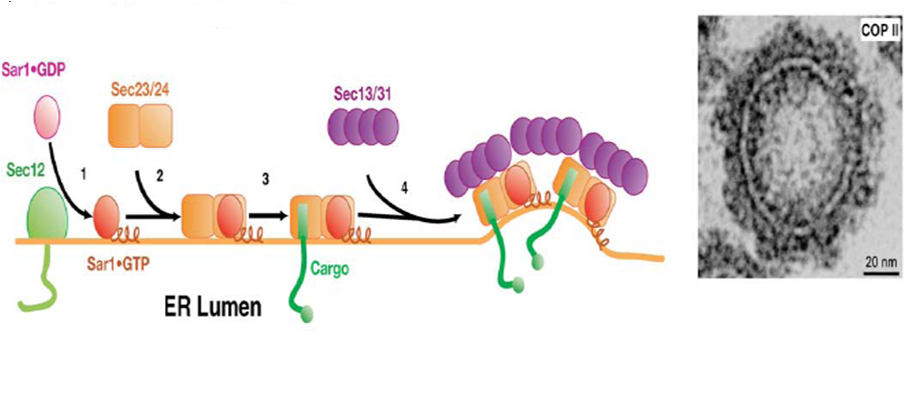 Sar1•GDP
Sec23/24
Sec13/31
Sec12
1
2
3
4
Sar1•GTP
Cargo
ER Lumen
COP II
20 nm